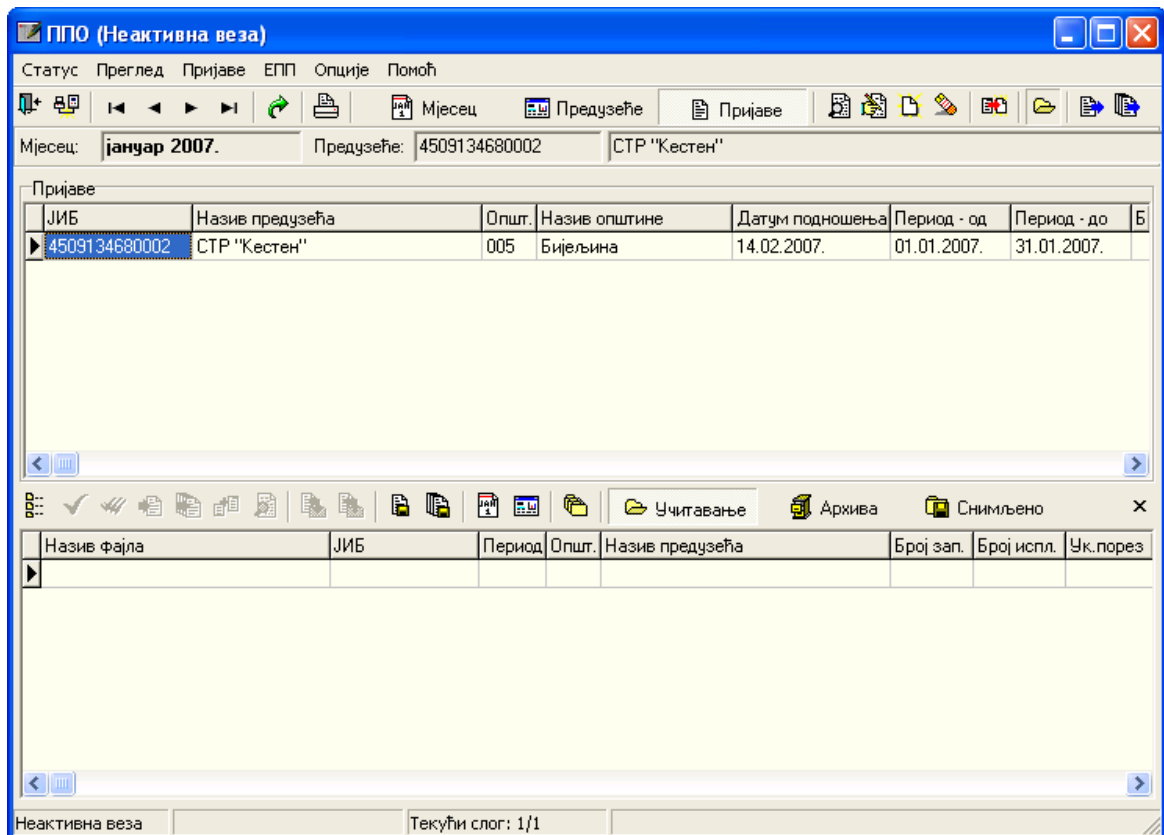 ППО (Неактивна веза)
Статус Преглед Пријаве ЕПП Опције Помоћ
Мјесец Предузеће Пријаве
Мјесец: јануар 2007. Предузеће: 4509134680002 СТР "Кестен"
Пријаве
ЈИБ Назив предузећа Општ. Назив општине Датум подношења Период - од Период - до Б
4509134680002 СТР "Кестен" 005 Бијељина 14.02.2007. 01.01.2007. 31.01.2007.
Учитавање Архива Снимљено
Назив фајла ЈИБ Период Општ. Назив предузећа Број зап. Број испл. Ук.порез
Неактивна веза Текући слог: 1/1